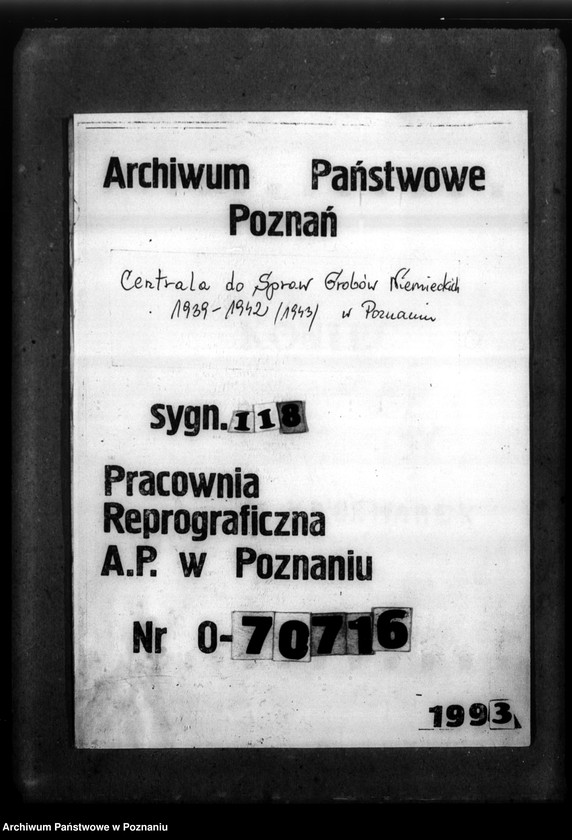 Archiwum Państwowe
Poznań
Centrala do Spraw Grobów Niemieckich
1939-1942 /1943/ w Poznaniu
sygn. 118
Pracownia
Reprograficzna
A.P. w Poznaniu
Nr 0-70716
1993
Archiwum Państwowe w Poznaniu